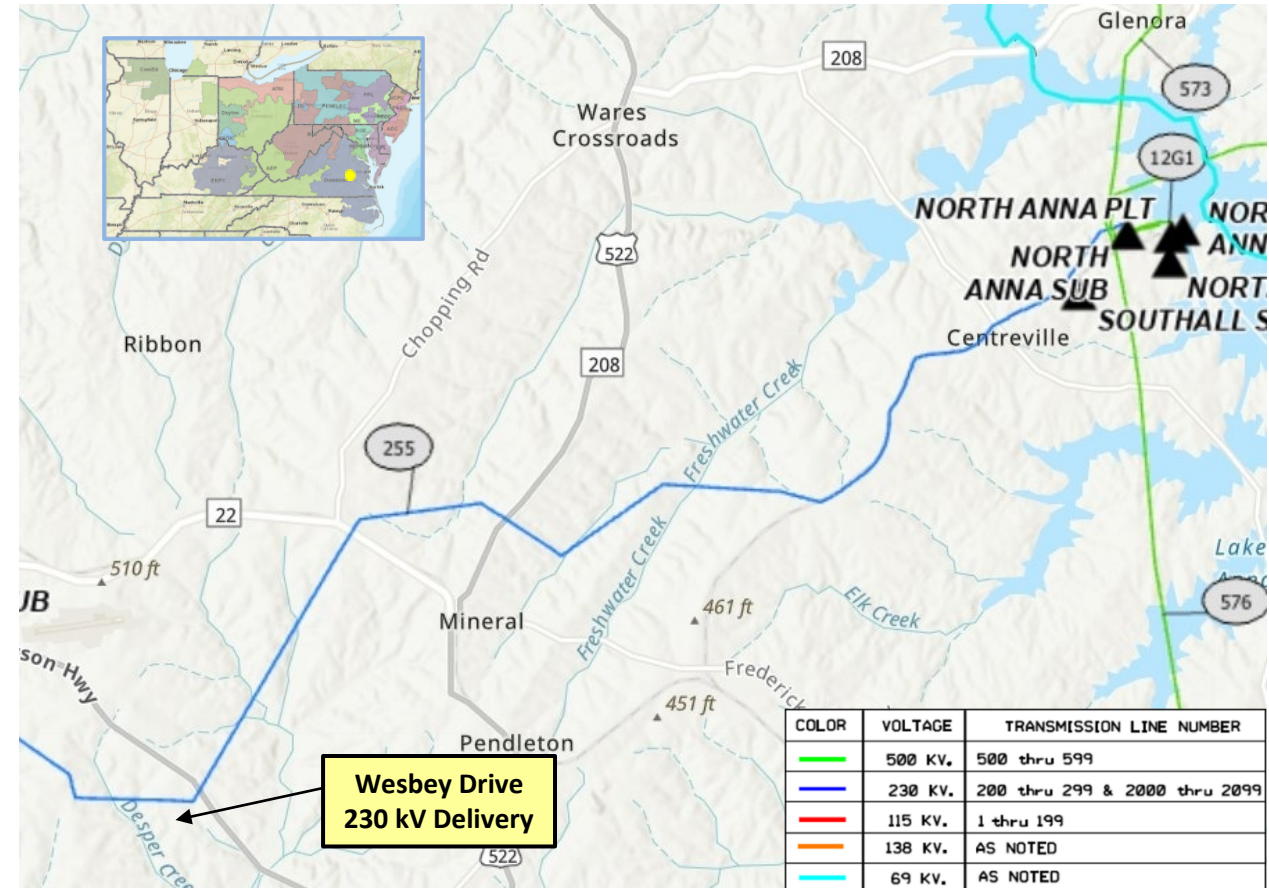 Glenora
208
573
Wares
Crossroads
12G1
NORTH ANNA PLT
NOR
ANN
522
NORTH
ANNA SUB
NORT
SOUTHALL S
Chopping Rd
Ribbon
Centreville
208
Freshwater Creek
255
22
510 ft
Lake
JB
576
Freshwater Creek
461 ft
Elk Creek
Mineral
son Hwy
Frederick
451 ft
Pendleton
Wesbey Drive
230 kV Delivery
Desper Cree
522
COLOR VOLTAGE TRANSMISSION LINE NUMBER
500 KV. 500 thru 599
230 KV. 200 thru 299 & 2000 thru 2099
115 KV. 1 thru 199
138 KV. AS NOTED
69 KV. AS NOTED